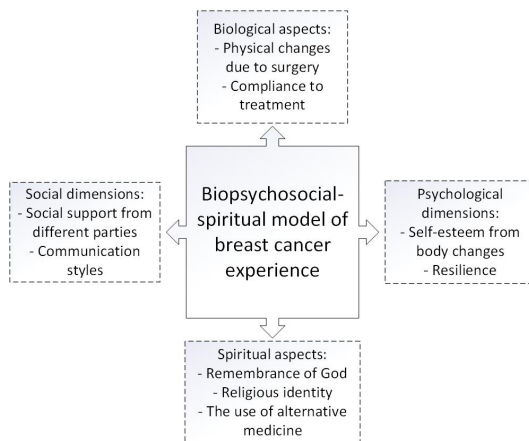 Biological aspects:
- Physical changes
due to surgery
- Compliance to
treatment
Social dimensions:
- Social support from
different parties
- Communication
styles
Biopsychosocial-
spiritual model of
breast cancer
experience
Psychological
dimensions:
- Self-esteem from
body changes
- Resilience
Spiritual aspects:
- Remembrance of God
- Religious identity
- The use of alternative
medicine